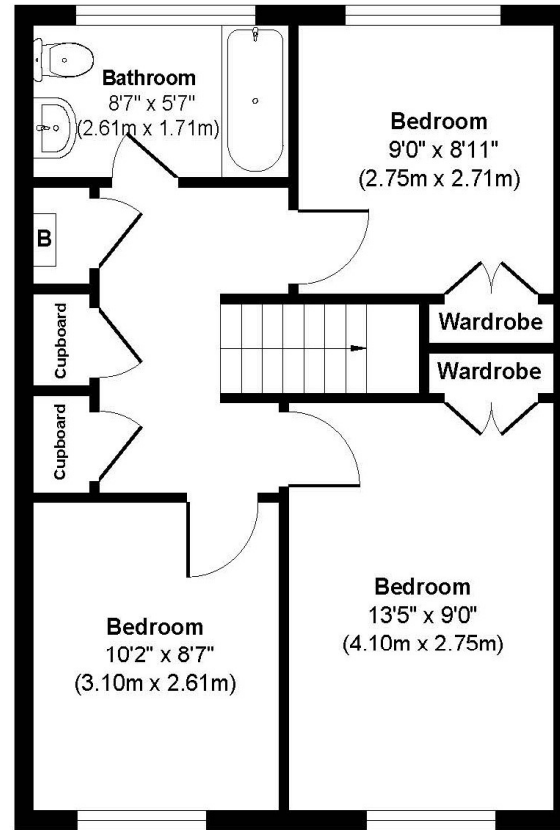 Bathroom
8'7" x 5'7"
(2.61m x 1.71m)
Bedroom
9'0" x 8'11"
(2.75m x 2.71m)
B
Cupboard
Wardrobe
Wardrobe
Cupboard
Bedroom
10'2" x 8'7"
(3.10m x 2.61m)
Bedroom
13'5" x 9'0"
(4.10m x 2.75m)